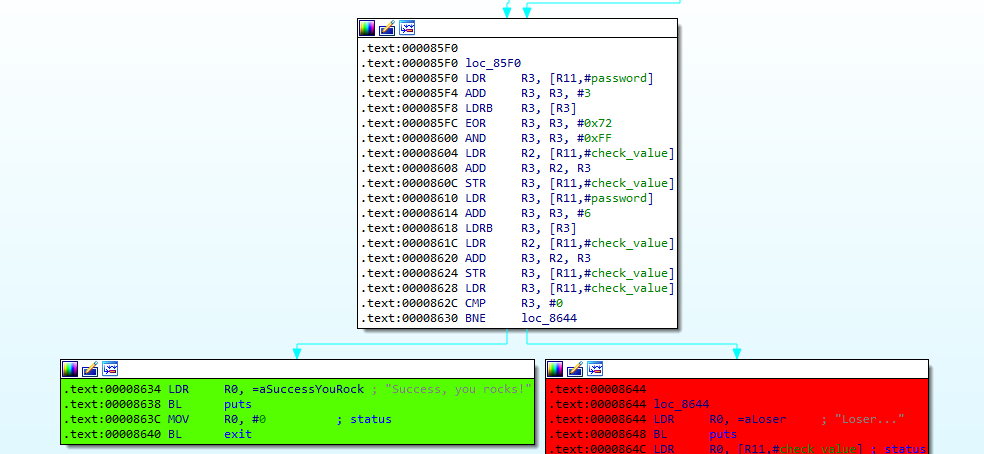 .text:000085F0
.text:000085F0 loc_85F0
.text:000085F0 LDR R3, [R11,#password]
.text:000085F4 ADD R3, R3, #3
.text:000085F8 LDRB R3, [R3]
.text:000085FC EOR R3, R3, #0x72
.text:00008600 AND R3, R3, #0xFF
.text:00008604 LDR R2, [R11,#check_value]
.text:00008608 ADD R3, R2, R3
.text:0000860C STR R3, [R11,#check_value]
.text:00008610 LDR R3, [R11,#password]
.text:00008614 ADD R3, R3, #6
.text:00008618 LDRB R3, [R3]
.text:0000861C LDR R2, [R11,#check_value]
.text:00008620 ADD R3, R2, R3
.text:00008624 STR R3, [R11,#check_value]
.text:00008628 LDR R3, [R11,#check_value]
.text:0000862C CMP R3, #0
.text:00008630 BNE loc_8644
.text:00008634 LDR R0, =aSuccessYouRock ; "Success, you rocks!"
.text:00008638 BL puts
.text:0000863C MOV R0, #0 ; status
.text:00008640 BL exit
.text:00008644
.text:00008644 loc_8644
.text:00008644 LDR R0, =aLoser ; "Loser..."
.text:00008648 BL puts
.text:0000864C LDR R0, [R11,#check_value] ; status